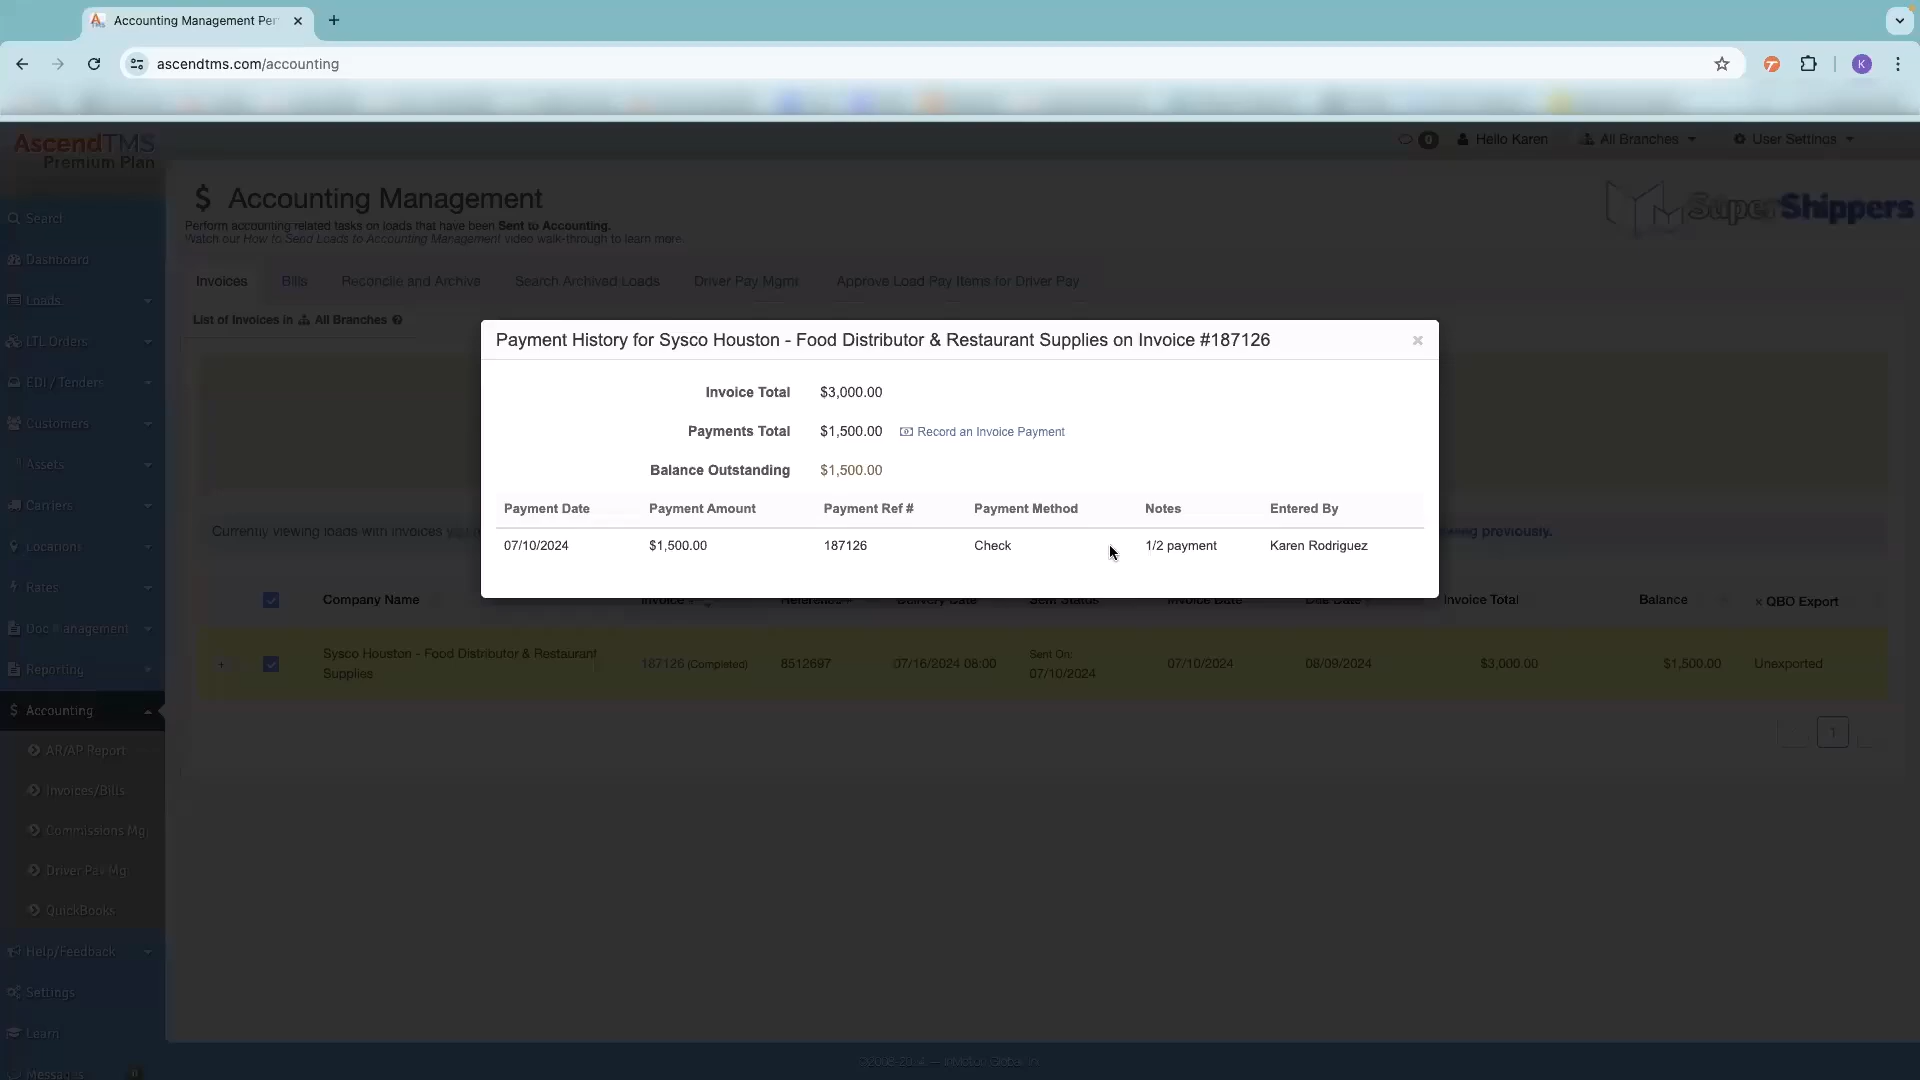 Accounting Management Per
ascendtms.com/accounting
K
AscendTMS
Premium Plan
0
Hello Karen
All Branches
User Settings
Search
Dashboard
Loads
LTL Orders
EDI / Tenders
Customers
Assets
Carriers
Locations
Rates
Doc Management
Reporting
$ Accounting
AR/AP Report
Invoices/Bills
Commissions Mg
Driver Pay Mg
QuickBooks
Help/Feedback
Settings
Learn
Messages
0
$ Accounting Management
Perform accounting related tasks on loads that have been Sent to Accounting.
Watch our How to Send Loads to Accounting Management video walk-through to learn more.
SuperShippers
Invoices
Bills
Reconcile and Archive
Search Archived Loads
Driver Pay Mgmt
Approve Load Pay Items for Driver Pay
List of Invoices in All Branches
Payment History for Sysco Houston - Food Distributor & Restaurant Supplies on Invoice #187126
×
Invoice Total $3,000.00
Payments Total $1,500.00 Record an Invoice Payment
Balance Outstanding $1,500.00
Payment Date Payment Amount Payment Ref # Payment Method Notes Entered By
07/10/2024 $1,500.00 187126 Check 1/2 payment Karen Rodriguez
Currently viewing loads with invoices
previously.
Company Name Delivery Date Sent Status Invoice Date Due Date Invoice Total Balance × QBO Export
+ Sysco Houston - Food Distributor & Restaurant
Supplies
187126 (Completed)
8512697
07/16/2024 08:00
Sent On:
07/10/2024
07/10/2024
08/09/2024
$3,000.00
$1,500.00
Unexported
1